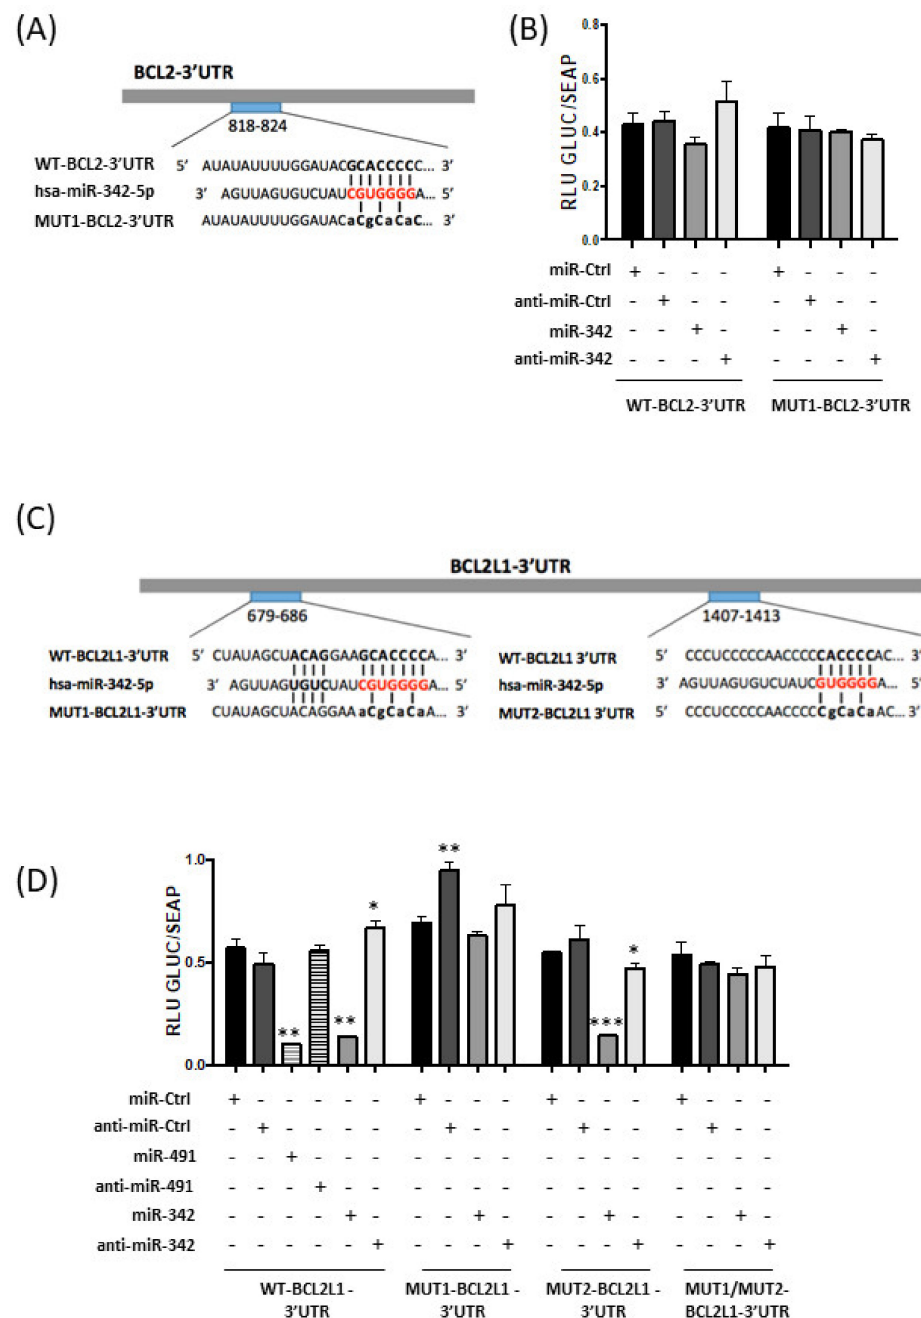 (A)
BCL2-3'UTR
818-824
WT-BCL2-3'UTR 5' AUAUAUUUUGGAUACGCACCCCC... 3'
hsa-miR-342-5p 3' AGUUAGUGUCUAUCGUGGGGA... 5'
MUT1-BCL2-3'UTR AUAUAUUUUGGAUACaCgCaCaC... 3'
(B)
RLU GLUC/SEAP
0.8
0.6
0.4
0.2
0.0
miR-Ctrl + - - - + - - -
anti-miR-Ctrl - + - - - + - -
miR-342 - - + - - - + -
anti-miR-342 - - - + - - - +
WT-BCL2-3'UTR MUT1-BCL2-3'UTR
(C)
BCL2L1-3'UTR
679-686 1407-1413
WT-BCL2L1-3'UTR 5' CUAUAGCUACAGGAAGCACCCCA... 3'
hsa-miR-342-5p 3' AGUUAGUGUCUAUCGUGGGGA... 5'
MUT1-BCL2L1-3'UTR CUAUAGCUACAGGAAaCgCaCaA... 3'
WT-BCL2L1 3'UTR 5' CCCUCCCCCAACCCCCACCCCAC... 3'
hsa-miR-342-5p 3' AGUUAGUGUCUAUCGUGGGGA... 5'
MUT2-BCL2L1 3'UTR 5' CCCUCCCCCAACCCCCgCaCaAC... 3'
(D)
RLU GLUC/SEAP
1.0
0.5
0.0
** ** * ** *** *
miR-Ctrl + - - - - - + - - - + - - - + - - -
anti-miR-Ctrl - + - - - - - + - - - + - - - + - -
miR-491 - - + - - - - - - - - - - - - - - -
anti-miR-491 - - - + - - - - - - - - - - - - - -
miR-342 - - - - + - - - + - - - + - - - + -
anti-miR-342 - - - - - + - - - + - - - + - - - +
WT-BCL2L1 -
3'UTR
MUT1-BCL2L1 -
3'UTR
MUT2-BCL2L1 -
3'UTR
MUT1/MUT2-
BCL2L1-3'UTR